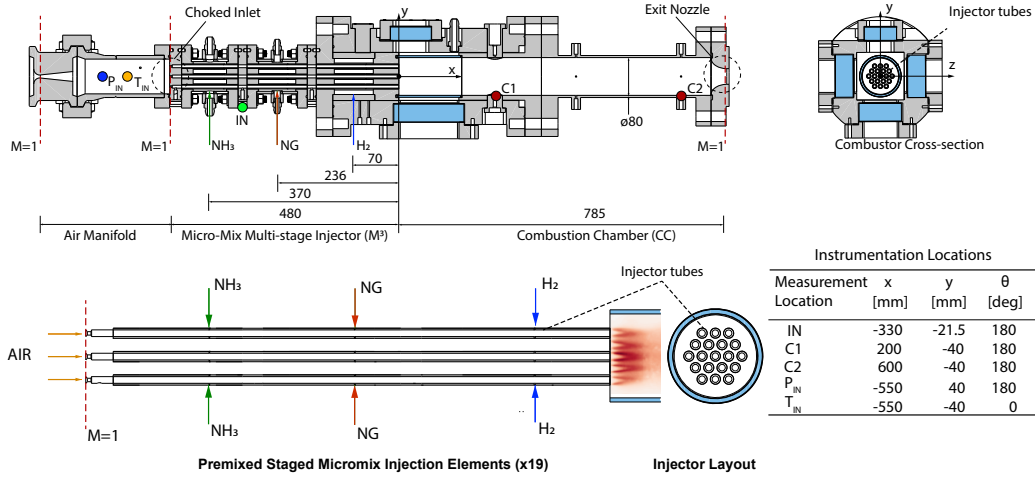 Choked Inlet
y
Exit Nozzle
Injector tubes
y
P_IN
T_IN
x
C1
C2
z
IN
ø80
M=1
M=1
NH₃
NG
H₂
M=1
Combustor Cross-section
70
236
370
480
785
Air Manifold
Micro-Mix Multi-stage Injector (M³)
Combustion Chamber (CC)
NH₃
NG
H₂
Injector tubes
AIR
M=1
NH₃
NG
H₂
..
Premixed Staged Micromix Injection Elements (x19)
Injector Layout
Instrumentation Locations
Measurement x y θ
Location [mm] [mm] [deg]
IN -330 -21.5 180
C1 200 -40 180
C2 600 -40 180
P_IN -550 40 180
T_IN -550 -40 0